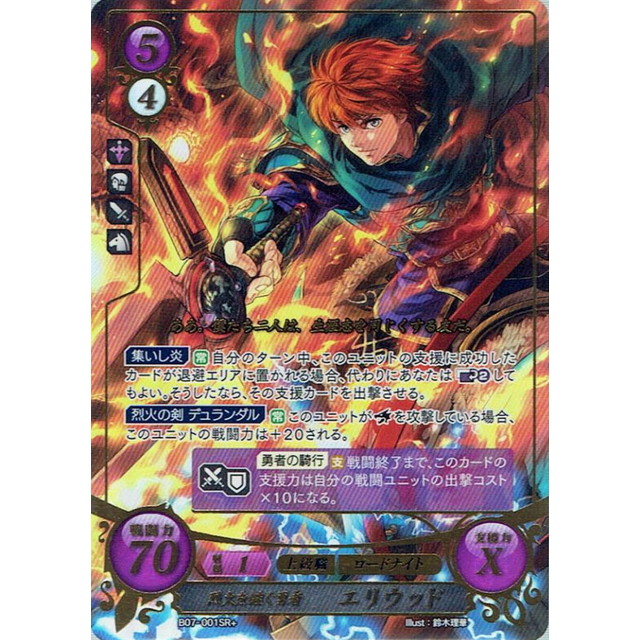 5
4
ああ。僕たち二人は、生涯志を同じくする友だ。
集いし炎 常 自分のターン中、このユニットの支援に成功した
カードが退避エリアに置かれる場合、代わりにあなたは P2 して
もよい。そうしたなら、その支援カードを出撃させる。
烈火の剣 デュランダル 常 このユニットが を攻撃している場合、
このユニットの戦闘力は+20される。
勇者の騎行 支 戦闘終了まで、このカードの
支援力は自分の戦闘ユニットの出撃コスト
×10になる。
戦闘力
70
射程 1 上級職 ロードナイト
支援力
X
エリウッド
B07-001SR+
Illust:鈴木理華